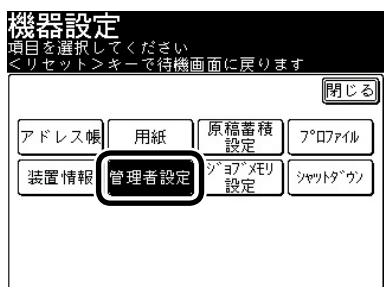 機器設定
項目を選択してください
<リセット>キーで待機画面に戻ります
閉じる
アドレス帳
用紙
原稿蓄積
設定
プロファイル
装置情報
管理者設定
ジョブメモリ
設定
シャットダウン